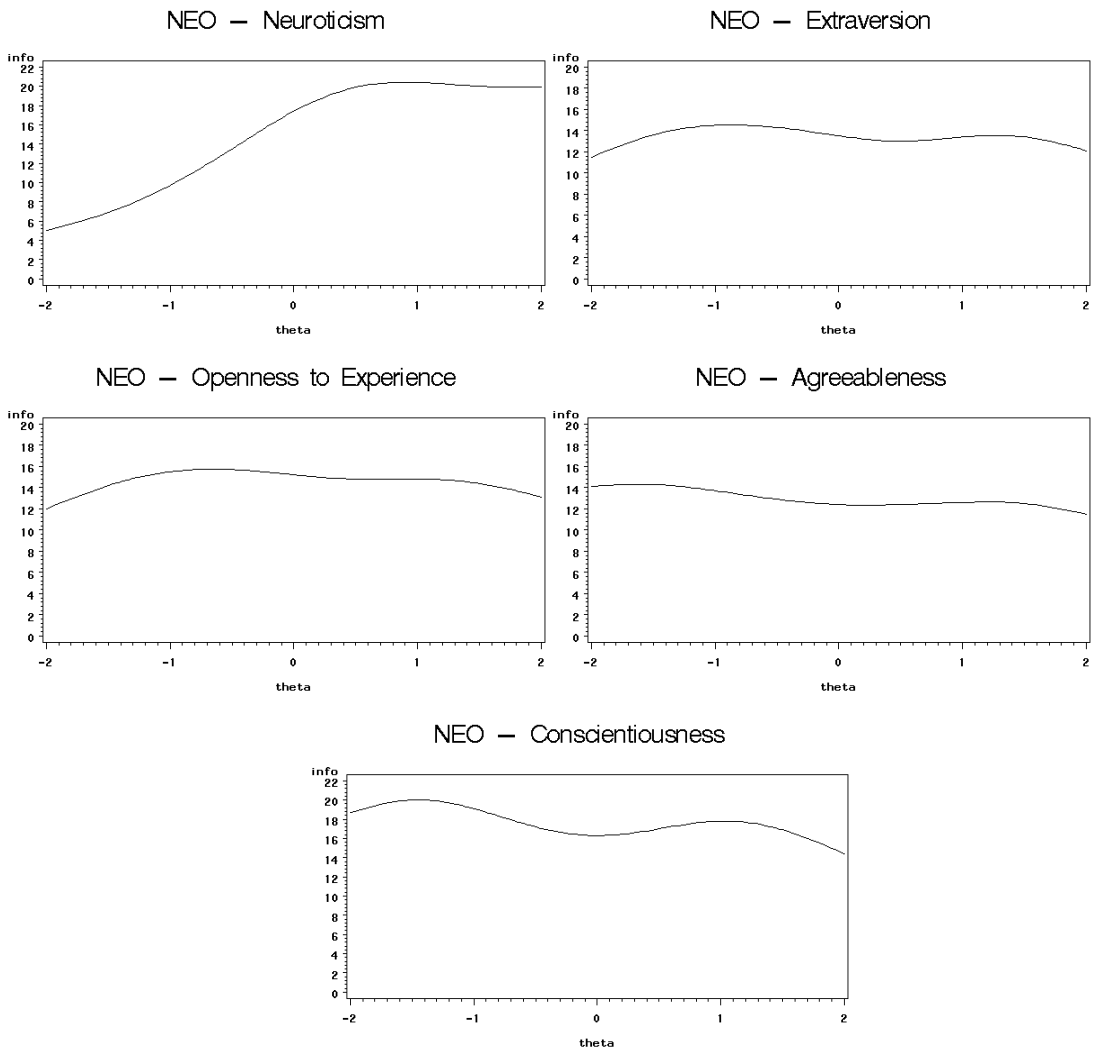 NEO – Neuroticism
info
22
20
18
16
14
12
10
8
6
4
2
0
-2 -1 0 1 2
theta
NEO – Extraversion
info
20
18
16
14
12
10
8
6
4
2
0
-2 -1 0 1 2
theta
NEO – Openness to Experience
info
20
18
16
14
12
10
8
6
4
2
0
-2 -1 0 1 2
theta
NEO – Agreeableness
info
20
18
16
14
12
10
8
6
4
2
0
-2 -1 0 1 2
theta
NEO – Conscientiousness
info
22
20
18
16
14
12
10
8
6
4
2
0
-2 -1 0 1 2
theta